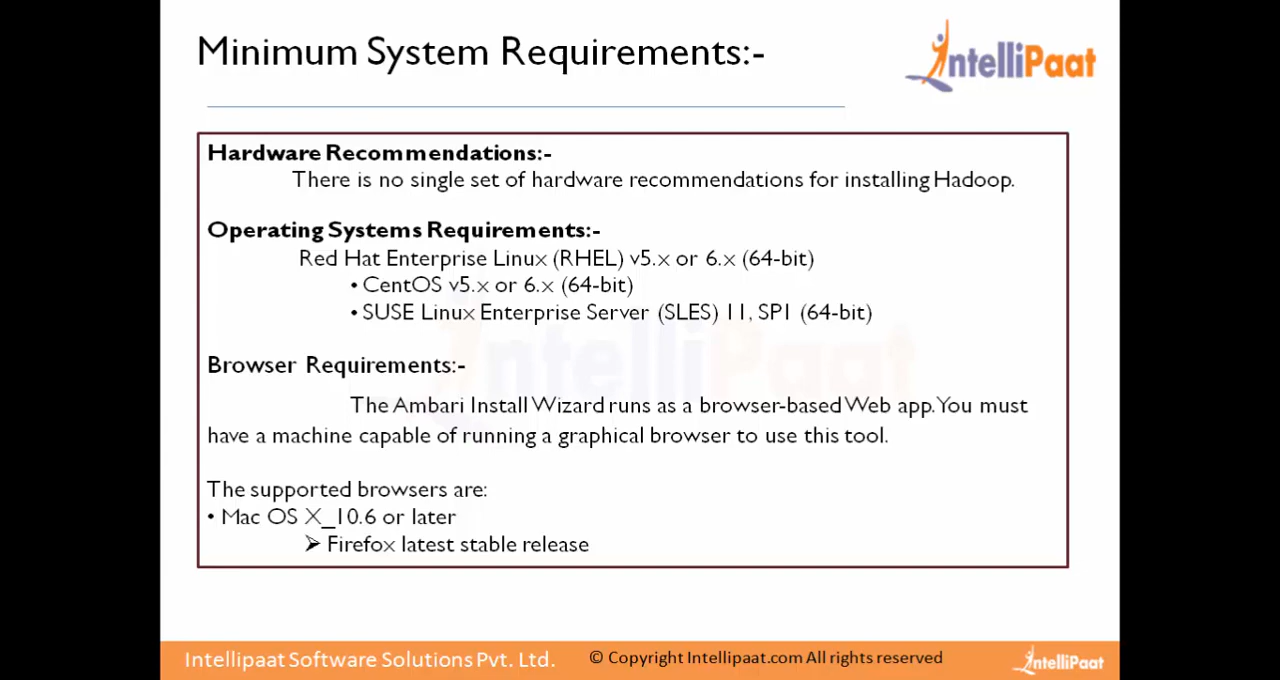 Minimum System Requirements:-
IntelliPaat
Hardware Recommendations:-
There is no single set of hardware recommendations for installing Hadoop.
Operating Systems Requirements:-
Red Hat Enterprise Linux (RHEL) v5.x or 6.x (64-bit)
• CentOS v5.x or 6.x (64-bit)
• SUSE Linux Enterprise Server (SLES) 11, SP1 (64-bit)
IntelliPaat
Browser Requirements:-
The Ambari Install Wizard runs as a browser-based Web app. You must
have a machine capable of running a graphical browser to use this tool.
The supported browsers are:
• Mac OS X_10.6 or later
➢ Firefox latest stable release
Intellipaat Software Solutions Pvt. Ltd.
© Copyright Intellipaat.com All rights reserved
IntelliPaat